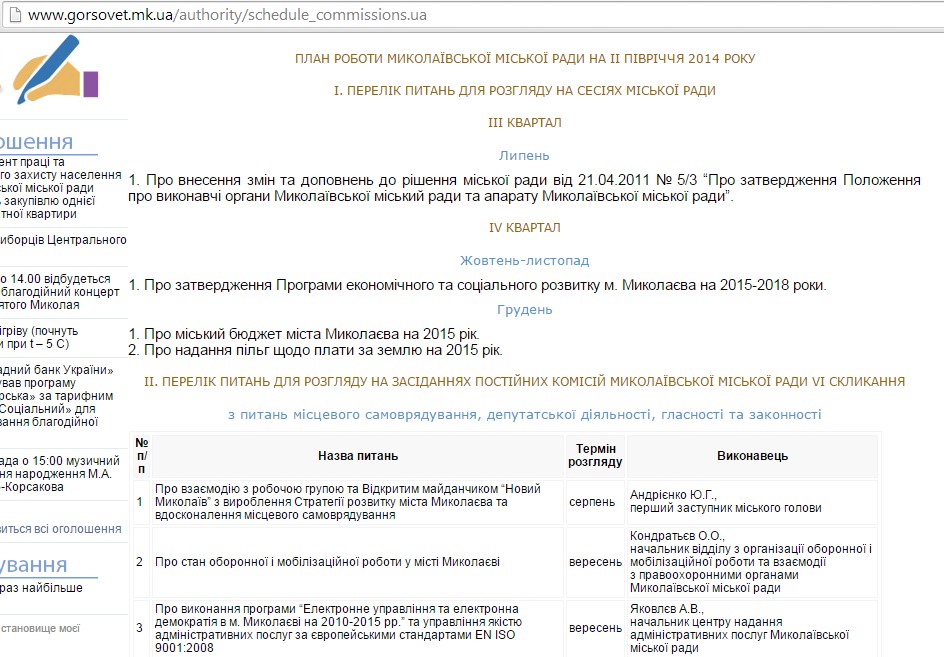 www.gorsovet.mk.ua/authority/schedule_commissions.ua
ПЛАН РОБОТИ МИКОЛАЇВСЬКОЇ МІСЬКОЇ РАДИ НА ІІ ПІВРІЧЧЯ 2014 РОКУ
І. ПЕРЕЛІК ПИТАНЬ ДЛЯ РОЗГЛЯДУ НА СЕСІЯХ МІСЬКОЇ РАДИ
ІІІ КВАРТАЛ
Липень
1. Про внесення змін та доповнень до рішення міської ради від 21.04.2011 № 5/3 “Про затвердження Положення
про виконавчі органи Миколаївської міський ради та апарату Миколаївської міської ради”.
IV КВАРТАЛ
Жовтень-листопад
1. Про затвердження Програми економічного та соціального розвитку м. Миколаєва на 2015-2018 роки.
Грудень
1. Про міський бюджет міста Миколаєва на 2015 рік.
2. Про надання пільг щодо плати за землю на 2015 рік.
ІІ. ПЕРЕЛІК ПИТАНЬ ДЛЯ РОЗГЛЯДУ НА ЗАСІДАННЯХ ПОСТІЙНИХ КОМІСІЙ МИКОЛАЇВСЬКОЇ МІСЬКОЇ РАДИ VI СКЛИКАННЯ
з питань місцевого самоврядування, депутатської діяльності, гласності та законності
№
п/
п
Назва питань
Термін
розгляду
Виконавець
1
Про взаємодію з робочою групою та Відкритим майданчиком “Новий
Миколаїв” з вироблення Стратегії розвитку міста Миколаєва та
вдосконалення місцевого самоврядування
серпень
Андрієнко Ю.Г.,
перший заступник міського голови
2
Про стан оборонної і мобілізаційної роботи у місті Миколаєві
вересень
Кондратьєв О.О.,
начальник відділу з організації оборонної і
мобілізаційної роботи та взаємодії
з правоохоронними органами
Миколаївської міської ради
3
Про виконання програми “Електронне управління та електронна
демократія в м. Миколаєві на 2010-2015 рр.” та управління якістю
адміністративних послуг за європейськими стандартами EN ISO
9001:2008
вересень
Яковлєв А.В.,
начальник центру надання
адміністративних послуг Миколаївської
міської ради
ошення
ент праці та
го захисту населення
ської міської ради
закупівлю однієї
тної квартири
иборців Центрального
о 14.00 відбудеться
благодійний концерт
ятого Миколая
ігріву (почнуть
и при t – 5 С)
адний банк України»
ував програму
рська» за тарифним
Соціальний» для
вання благодійної
ада о 15:00 музичний
ня народження М.А.
-Корсакова
виться всі оголошення
ування
раз найбільше
становище моєї